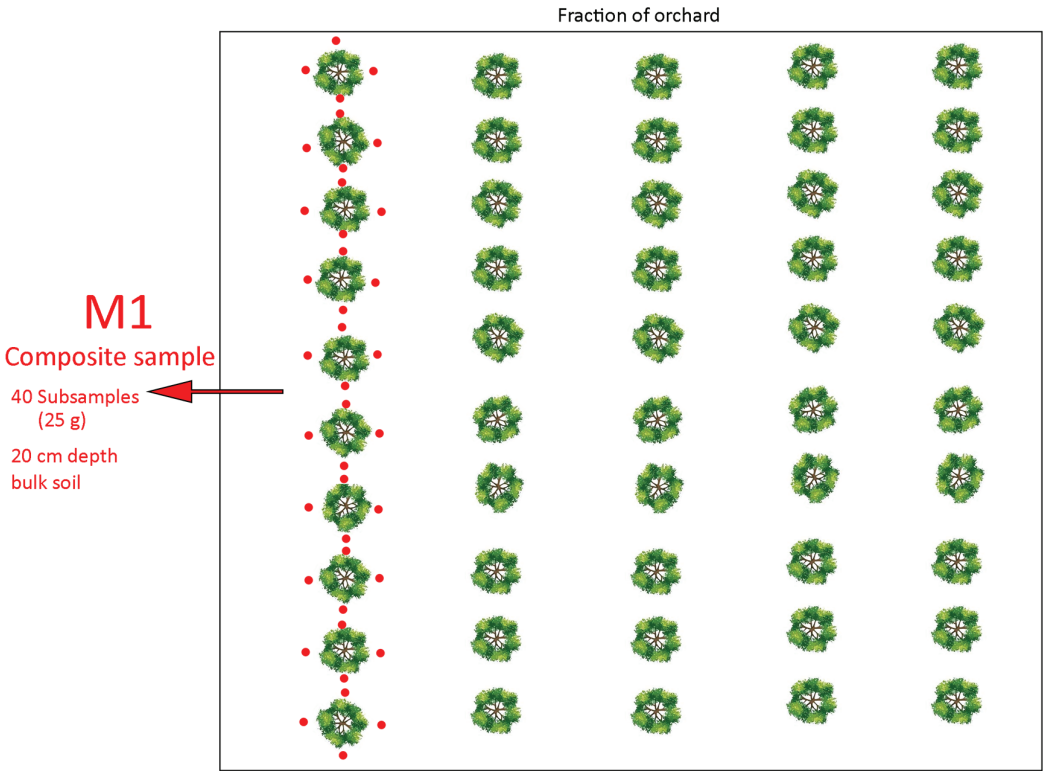 Fraction of orchard
M1
Composite sample
40 Subsamples
(25 g)
20 cm depth
bulk soil